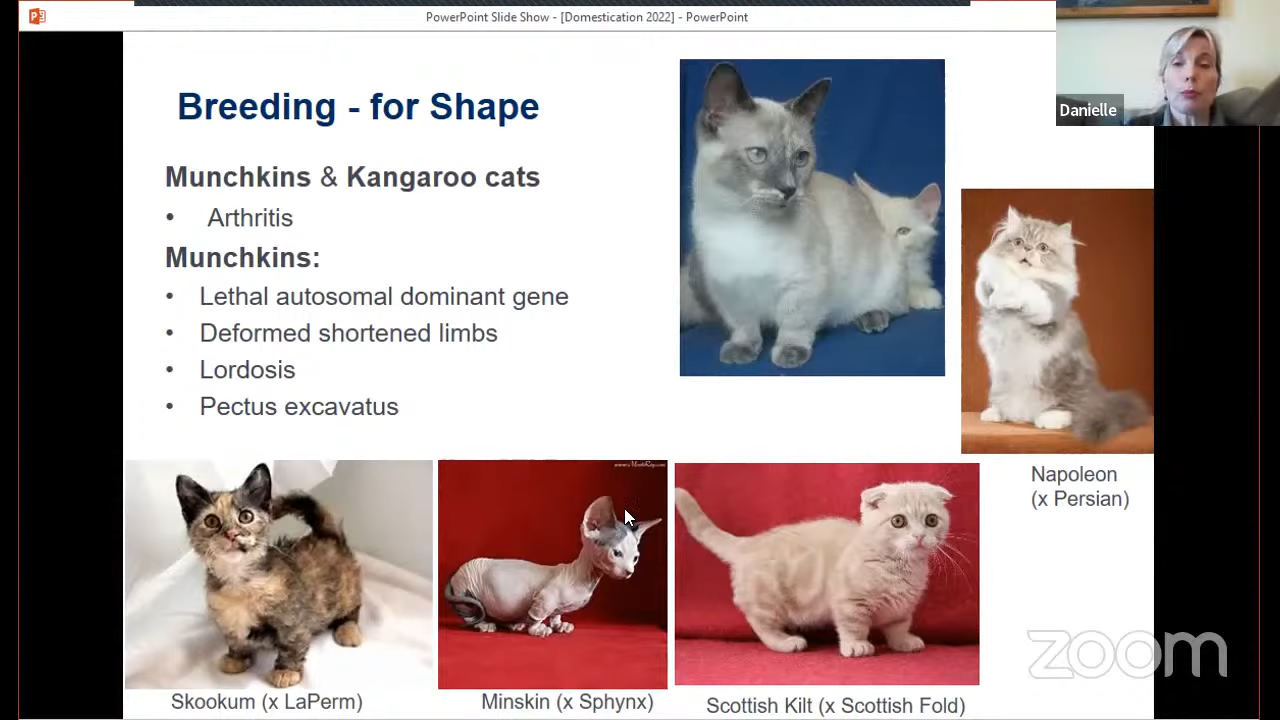 PowerPoint Slide Show - [Domestication 2022] - PowerPoint
Danielle
Breeding - for Shape
Munchkins & Kangaroo cats
• Arthritis
Munchkins:
• Lethal autosomal dominant gene
• Deformed shortened limbs
• Lordosis
• Pectus excavatus
Napoleon
(x Persian)
Skookum (x LaPerm)
Minskin (x Sphynx)
Scottish Kilt (x Scottish Fold)
zoom